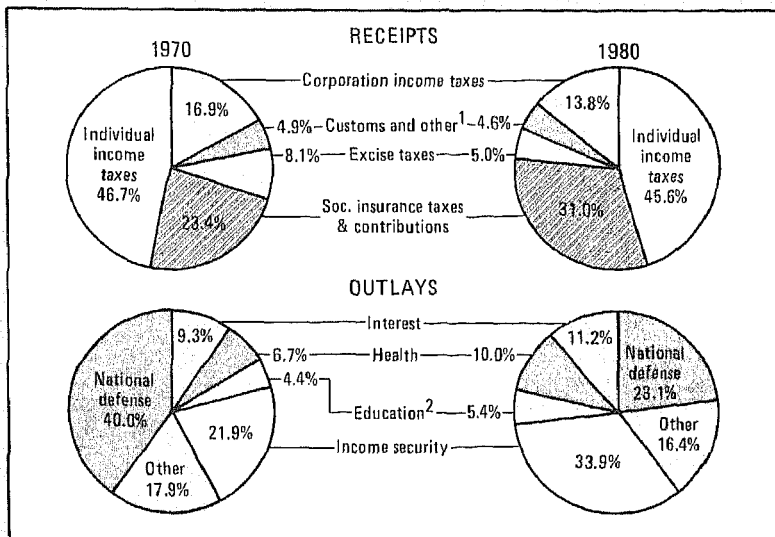 RECEIPTS
1970
1980
Corporation income taxes
16.9%
13.8%
4.9% Customs and other1 4.6%
8.1% Excise taxes 5.0%
Individual
income
taxes
46.7%
Individual
income
taxes
45.6%
Soc. insurance taxes
& contributions
23.4%
31.0%
OUTLAYS
Interest
9.3%
11.2%
6.7% Health 10.0%
4.4%
Education2 5.4%
National
defense
40.0%
National
defense
23.1%
21.9%
Income security
33.9%
Other
17.9%
Other
16.4%